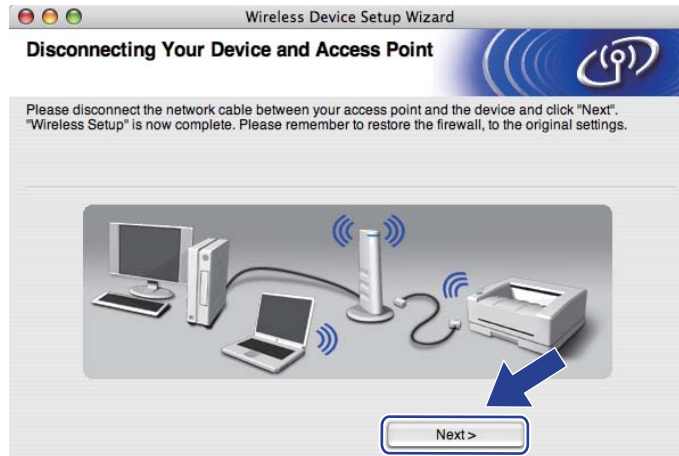 Wireless Device Setup Wizard
Disconnecting Your Device and Access Point
Please disconnect the network cable between your access point and the device and click "Next".
"Wireless Setup" is now complete. Please remember to restore the firewall, to the original settings.
Next >